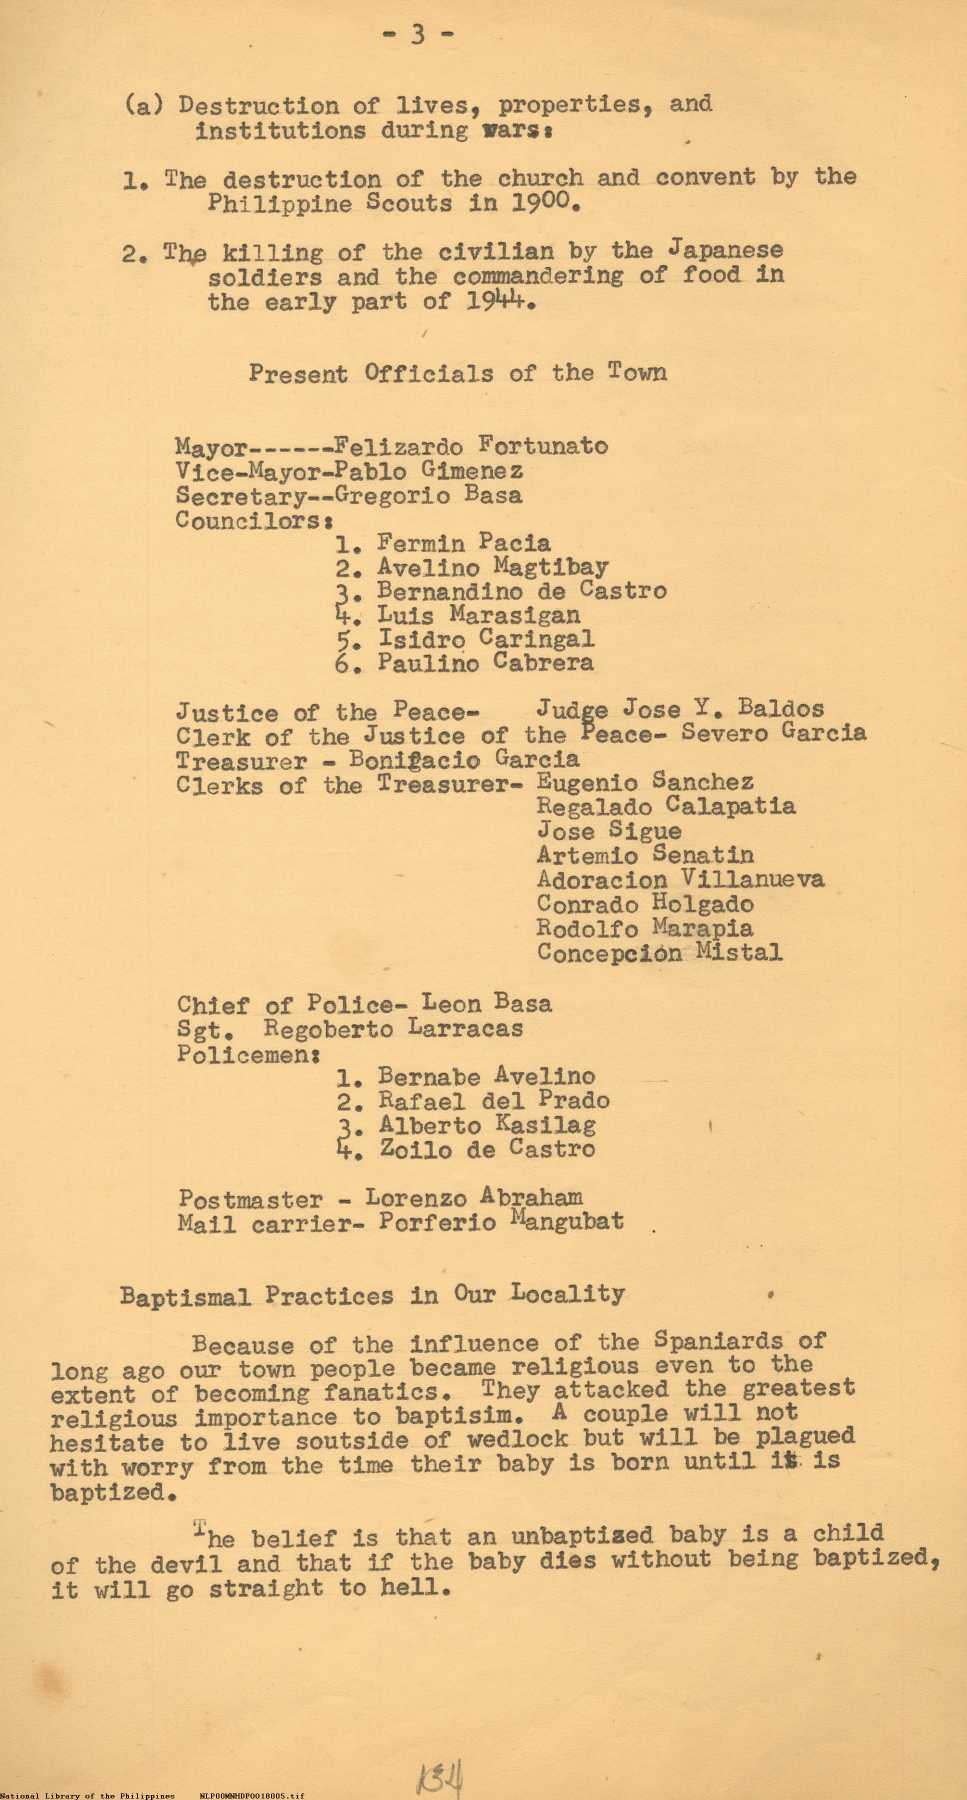 - 3 -
(a) Destruction of lives, properties, and
institutions during wars:
1. The destruction of the church and convent by the
Philippine Scouts in 1900.
2. The killing of the civilian by the Japanese
soldiers and the commandering of food in
the early part of 1944.
Present Officials of the Town
Mayor------Felizardo Fortunato
Vice-Mayor-Pablo Gimenez
Secretary--Gregorio Basa
Councilors:
1. Fermin Pacia
2. Avelino Magtibay
3. Bernandino de Castro
4. Luis Marasigan
5. Isidro Caringal
6. Paulino Cabrera
Justice of the Peace- Judge Jose Y. Baldos
Clerk of the Justice of the Peace- Severo Garcia
Treasurer - Bonifacio Garcia
Clerks of the Treasurer- Eugenio Sanchez
Regalado Calapatia
Jose Sigue
Artemio Senatin
Adoracion Villanueva
Conrado Holgado
Rodolfo Marapia
Concepcion Mistal
Chief of Police- Leon Basa
Sgt. Regoberto Larracas
Policemen:
1. Bernabe Avelino
2. Rafael del Prado
3. Alberto Kasilag
4. Zoilo de Castro
Postmaster - Lorenzo Abraham
Mail carrier- Porferio Mangubat
Baptismal Practices in Our Locality
Because of the influence of the Spaniards of
long ago our town people became religious even to the
extent of becoming fanatics. They attacked the greatest
religious importance to baptisim. A couple will not
hesitate to live soutside of wedlock but will be plagued
with worry from the time their baby is born until it is
baptized.
The belief is that an unbaptized baby is a child
of the devil and that if the baby dies without being baptized,
it will go straight to hell.
134
National Library of the Philippines NLPOOMNHDP0018005.tif